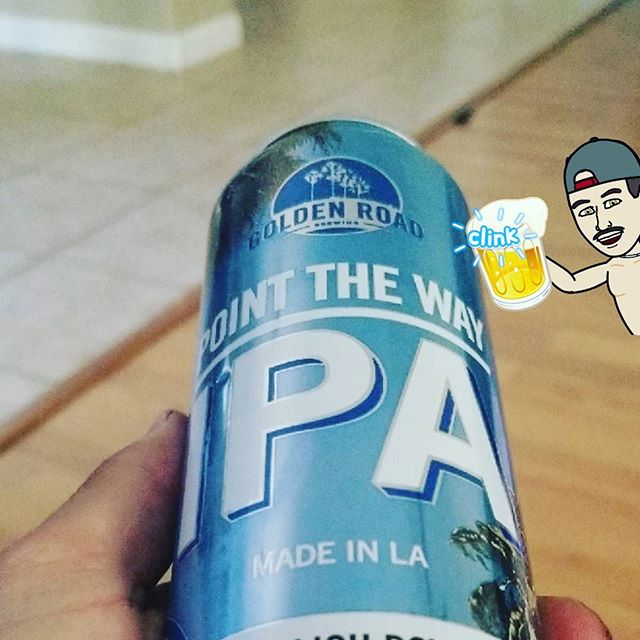 GOLDEN ROAD
BREWING
POINT THE WAY
IPA
MADE IN LA
clink